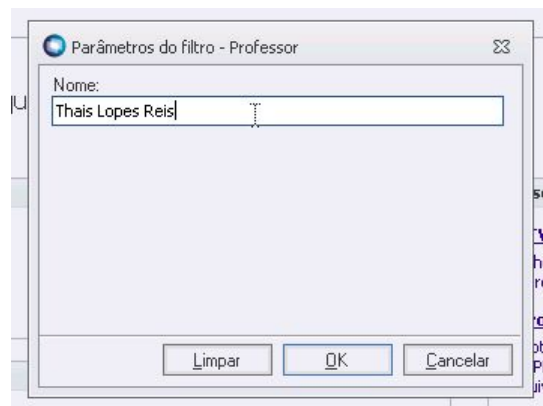 Parâmetros do filtro - Professor
Nome:
Thais Lopes Reis
Limpar
OK
Cancelar